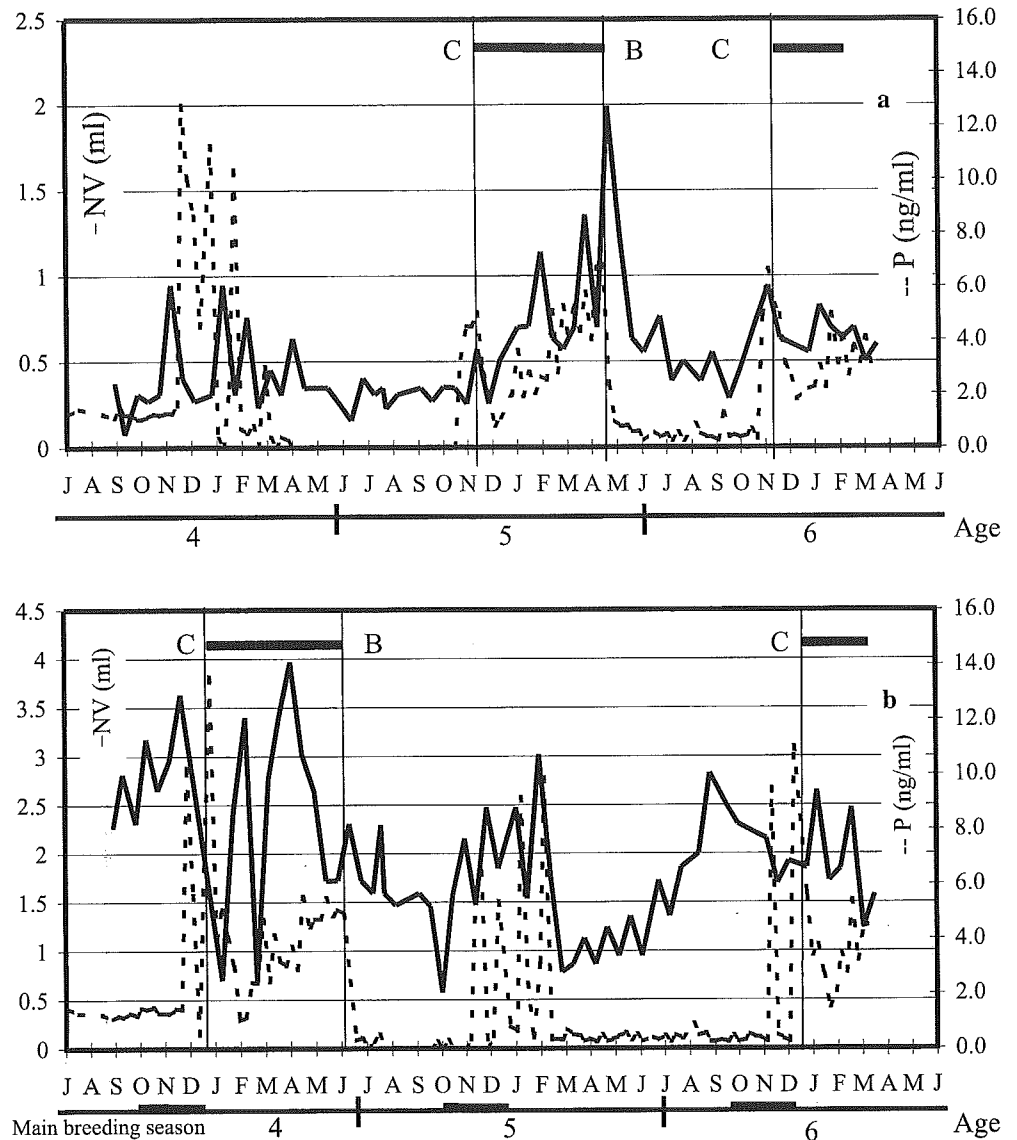 2.5
2
1.5
1
0.5
0
–NV (ml)
C B C
a
16.0
14.0
12.0
10.0
8.0
6.0
4.0
2.0
0.0
-- P (ng/ml)
J A S O N D J F M A M J J A S O N D J F M A M J J A S O N D J F M A M J
4 5 6 Age
4.5
4
3.5
3
2.5
2
1.5
1
0.5
0
–NV (ml)
C B C
b
16.0
14.0
12.0
10.0
8.0
6.0
4.0
2.0
0.0
-- P (ng/ml)
J A S O N D J F M A M J J A S O N D J F M A M J J A S O N D J F M A M J
Main breeding season 4 5 6 Age